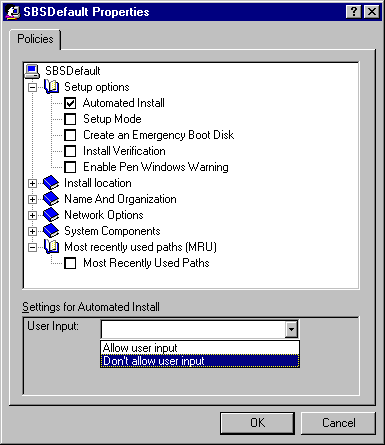 SBSDefault Properties
Policies
SBSDefault
Setup options
Automated Install
Setup Mode
Create an Emergency Boot Disk
Install Verification
Enable Pen Windows Warning
Install location
Name And Organization
Network Options
System Components
Most recently used paths (MRU)
Most Recently Used Paths
Settings for Automated Install
User Input:
Allow user input
Don't allow user input
OK
Cancel